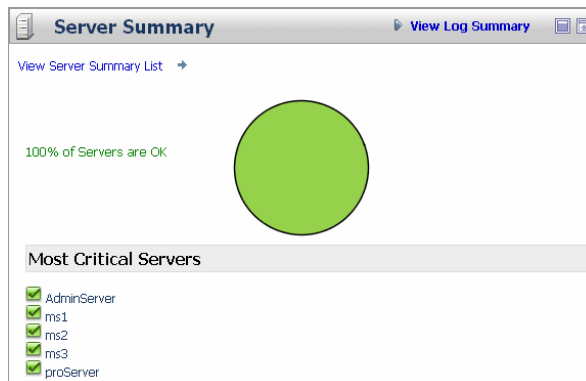 Server Summary
View Log Summary
View Server Summary List
100% of Servers are OK
Most Critical Servers
AdminServer
ms1
ms2
ms3
proServer